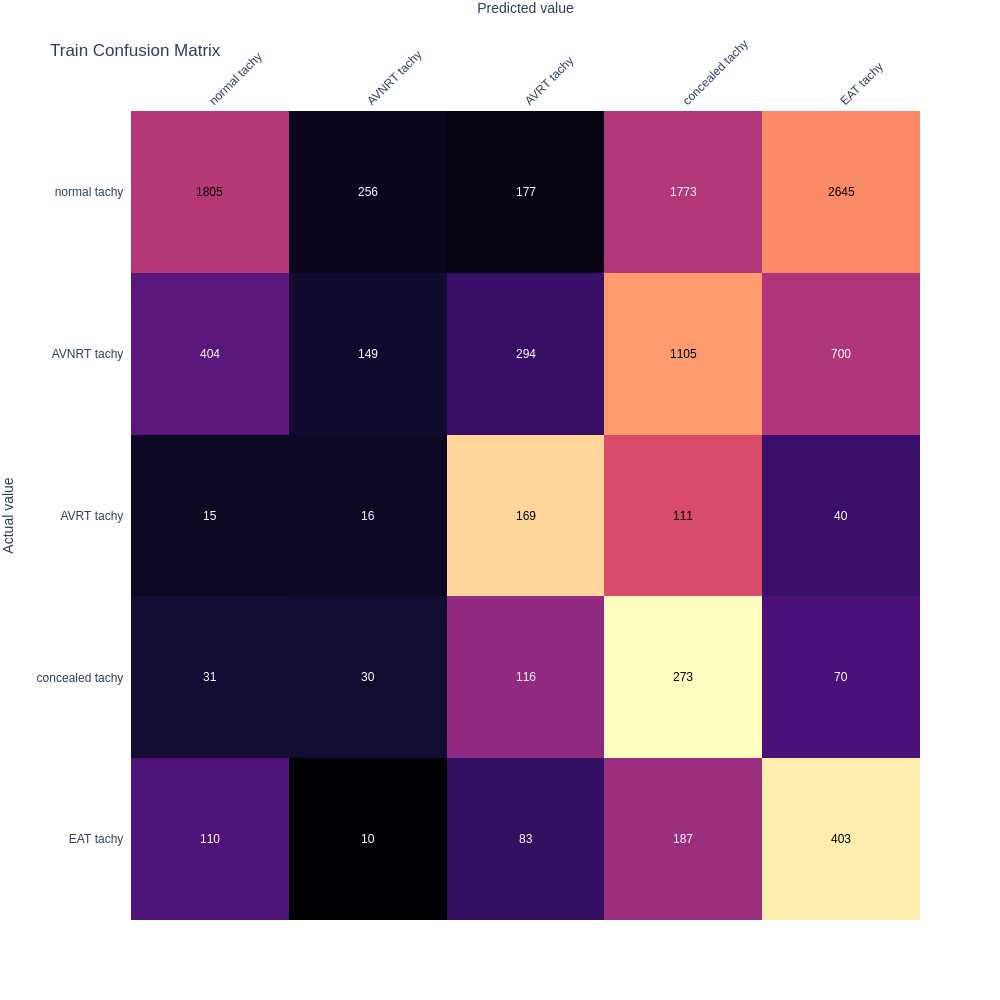 Predicted value
Train Confusion Matrix
normal tachy AVNRT tachy AVRT tachy concealed tachy EAT tachy
normal tachy 1805 256 177 1773 2645
AVNRT tachy 404 149 294 1105 700
Actual value
AVRT tachy 15 16 169 111 40
concealed tachy 31 30 116 273 70
EAT tachy 110 10 83 187 403